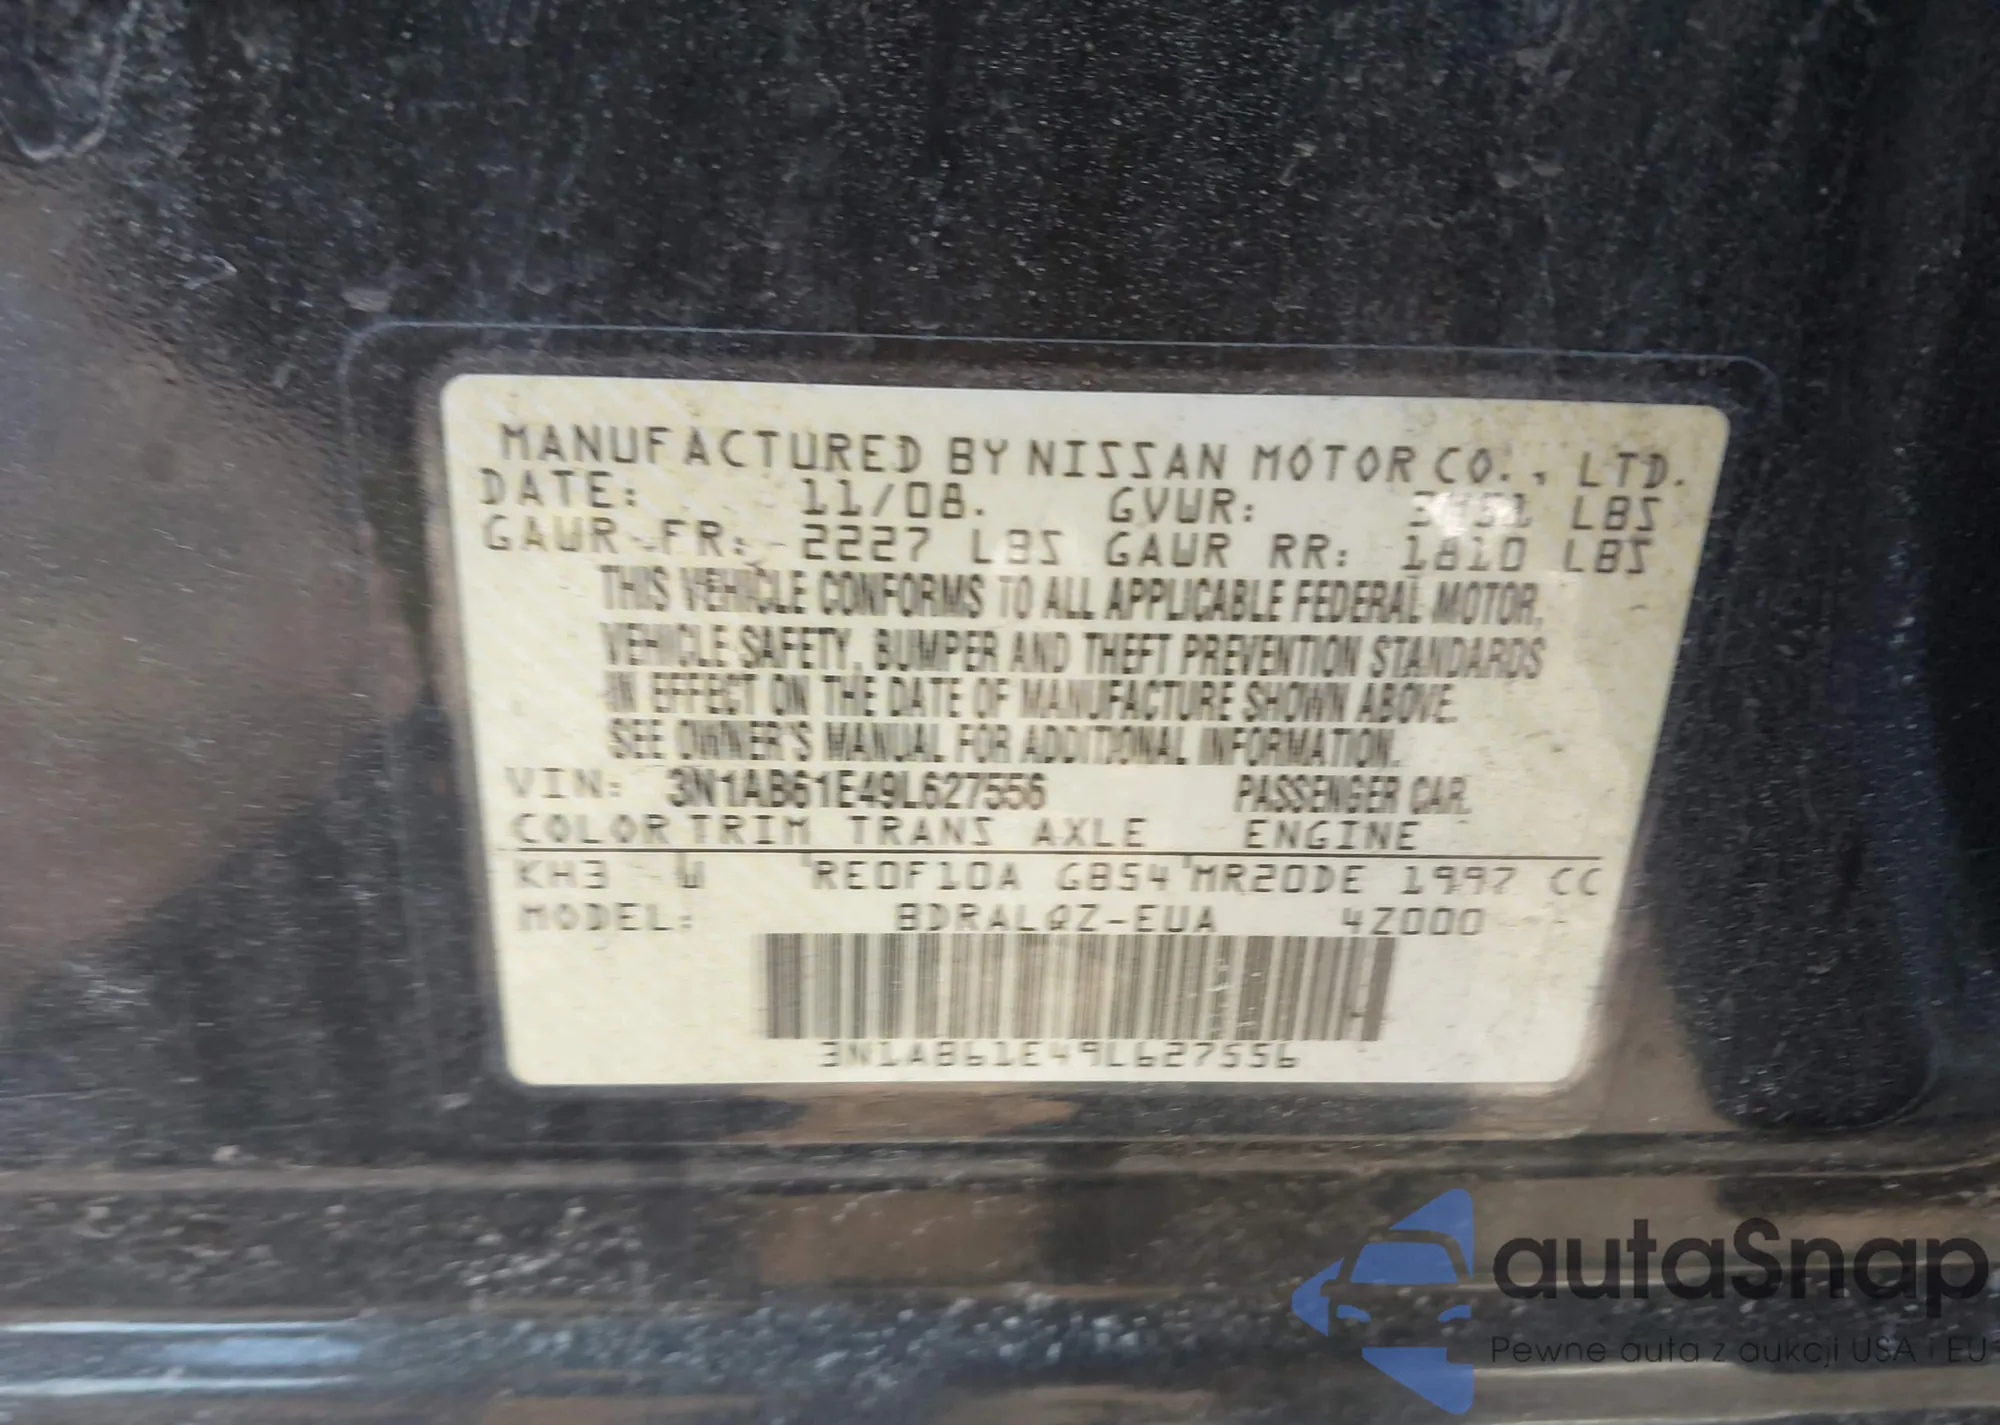 MANUFACTURED BY NISSAN MOTOR CO., LTD.
DATE: 11/08. GVWR: LBS
GAWR FR: 2227 LBS GAWR RR: 1810 LBS
THIS VEHICLE CONFORMS TO ALL APPLICABLE FEDERAL MOTOR,
VEHICLE SAFETY, BUMPER AND THEFT PREVENTION STANDARDS
IN EFFECT ON THE DATE OF MANUFACTURE SHOWN ABOVE.
SEE OWNER'S MANUAL FOR ADDITIONAL INFORMATION.
VIN: 3N1AB61E49L627556 PASSENGER CAR.
COLOR TRIM TRANS AXLE ENGINE
KH3 W RE0F10A GB54 MR20DE 1997 CC
MODEL: BDRALQZ-EUA 4Z000
3N1AB61E49L627556
autaSnap
Pewne auta z aukcji USA i EU